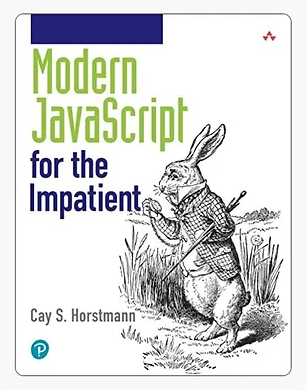 Modern
JavaScript
for the
Impatient
Cay S. Horstmann
P